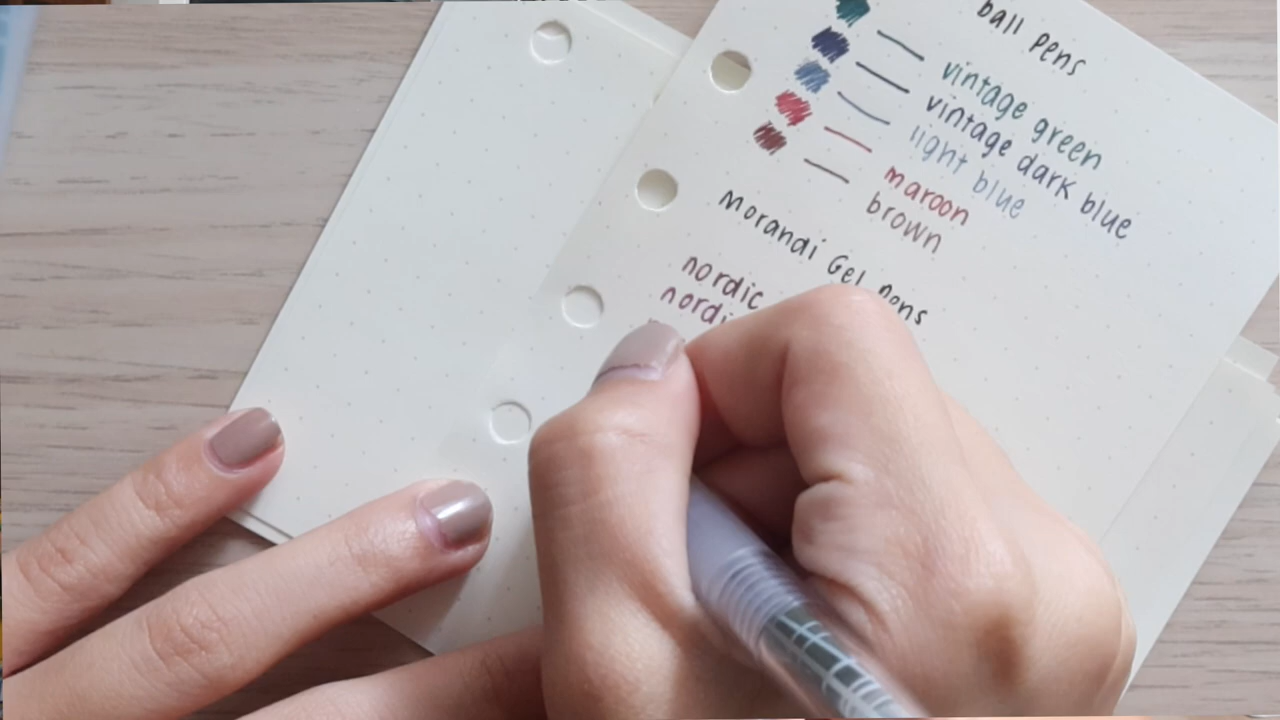 ball pens
vintage green
vintage dark blue
light blue
maroon
brown
morandi Gel pens
nordic